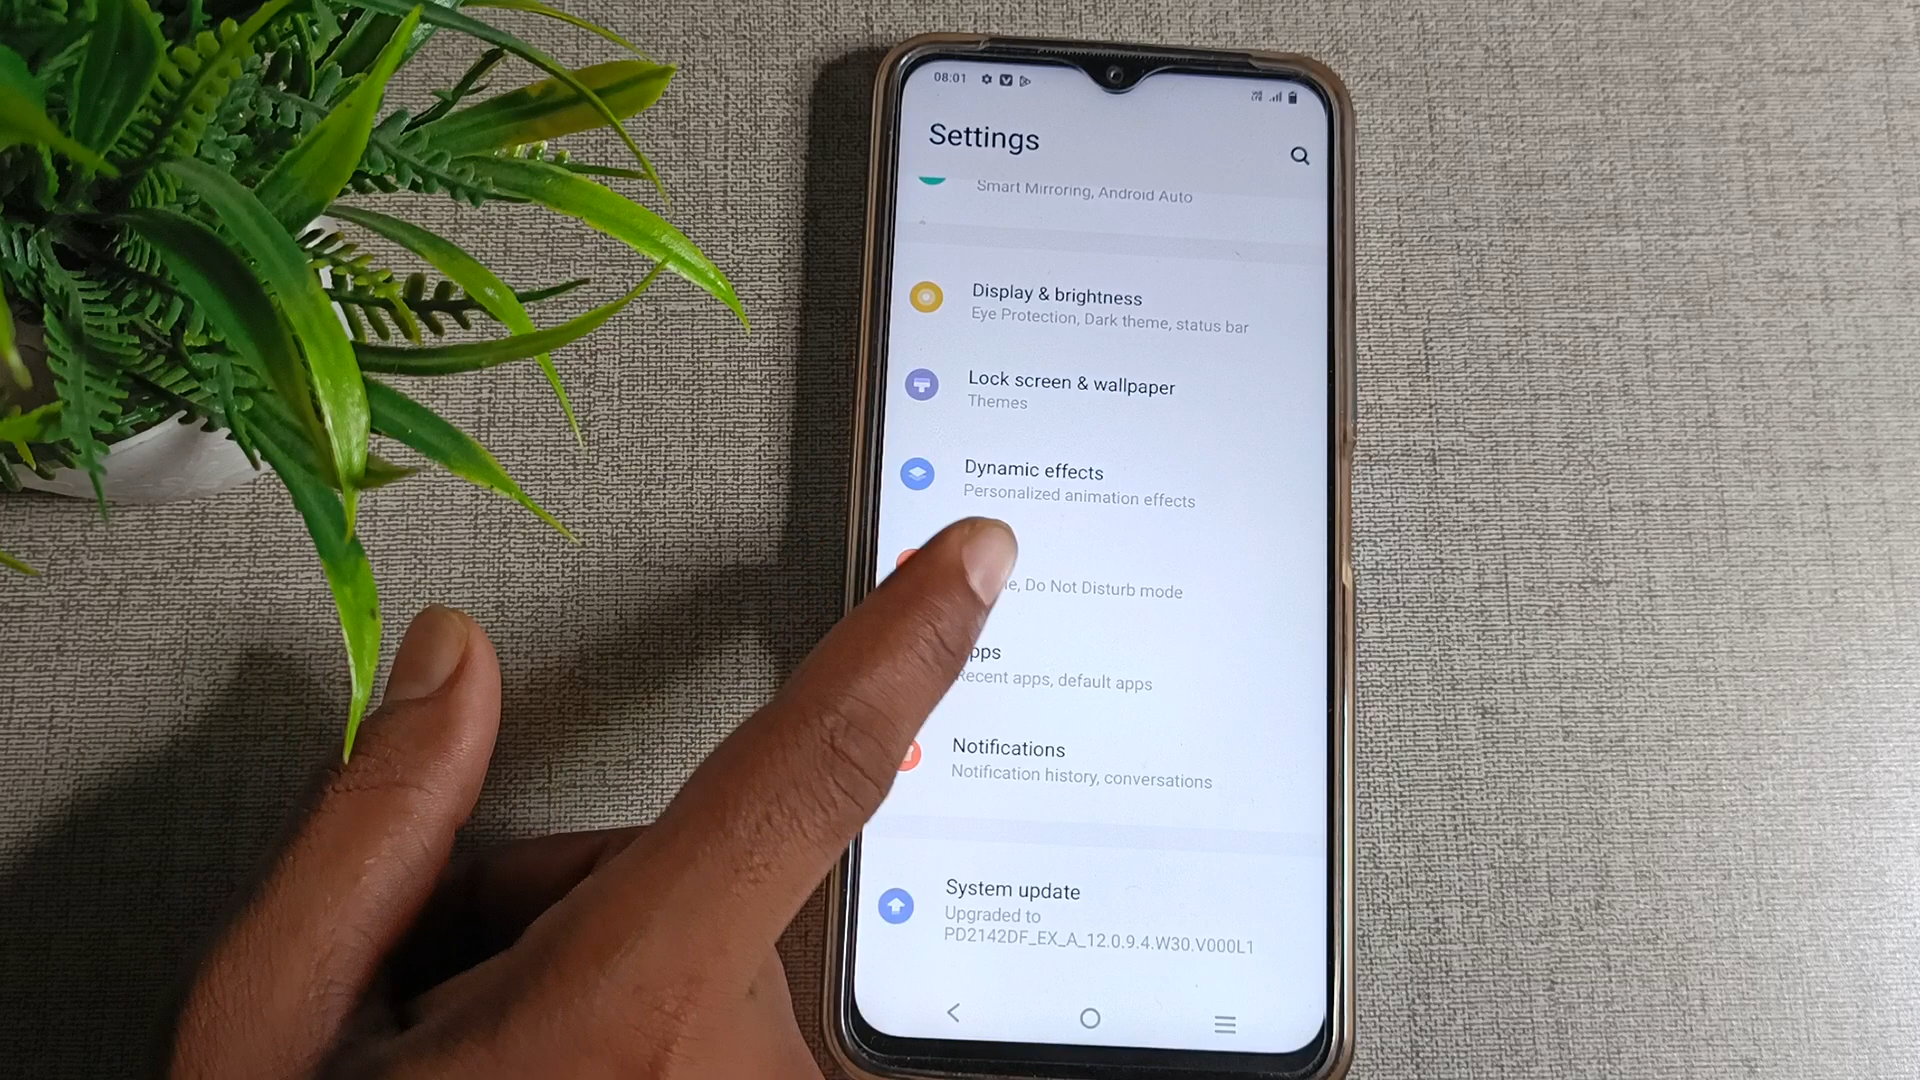 08:01
Settings
Smart Mirroring, Android Auto
Display & brightness
Eye Protection, Dark theme, status bar
Lock screen & wallpaper
Themes
Dynamic effects
Personalized animation effects
Do Not Disturb mode
Recent apps, default apps
Notifications
Notification history, conversations
System update
Upgraded to
PD2142DF_EX_A_12.0.9.4.W30.V000L1